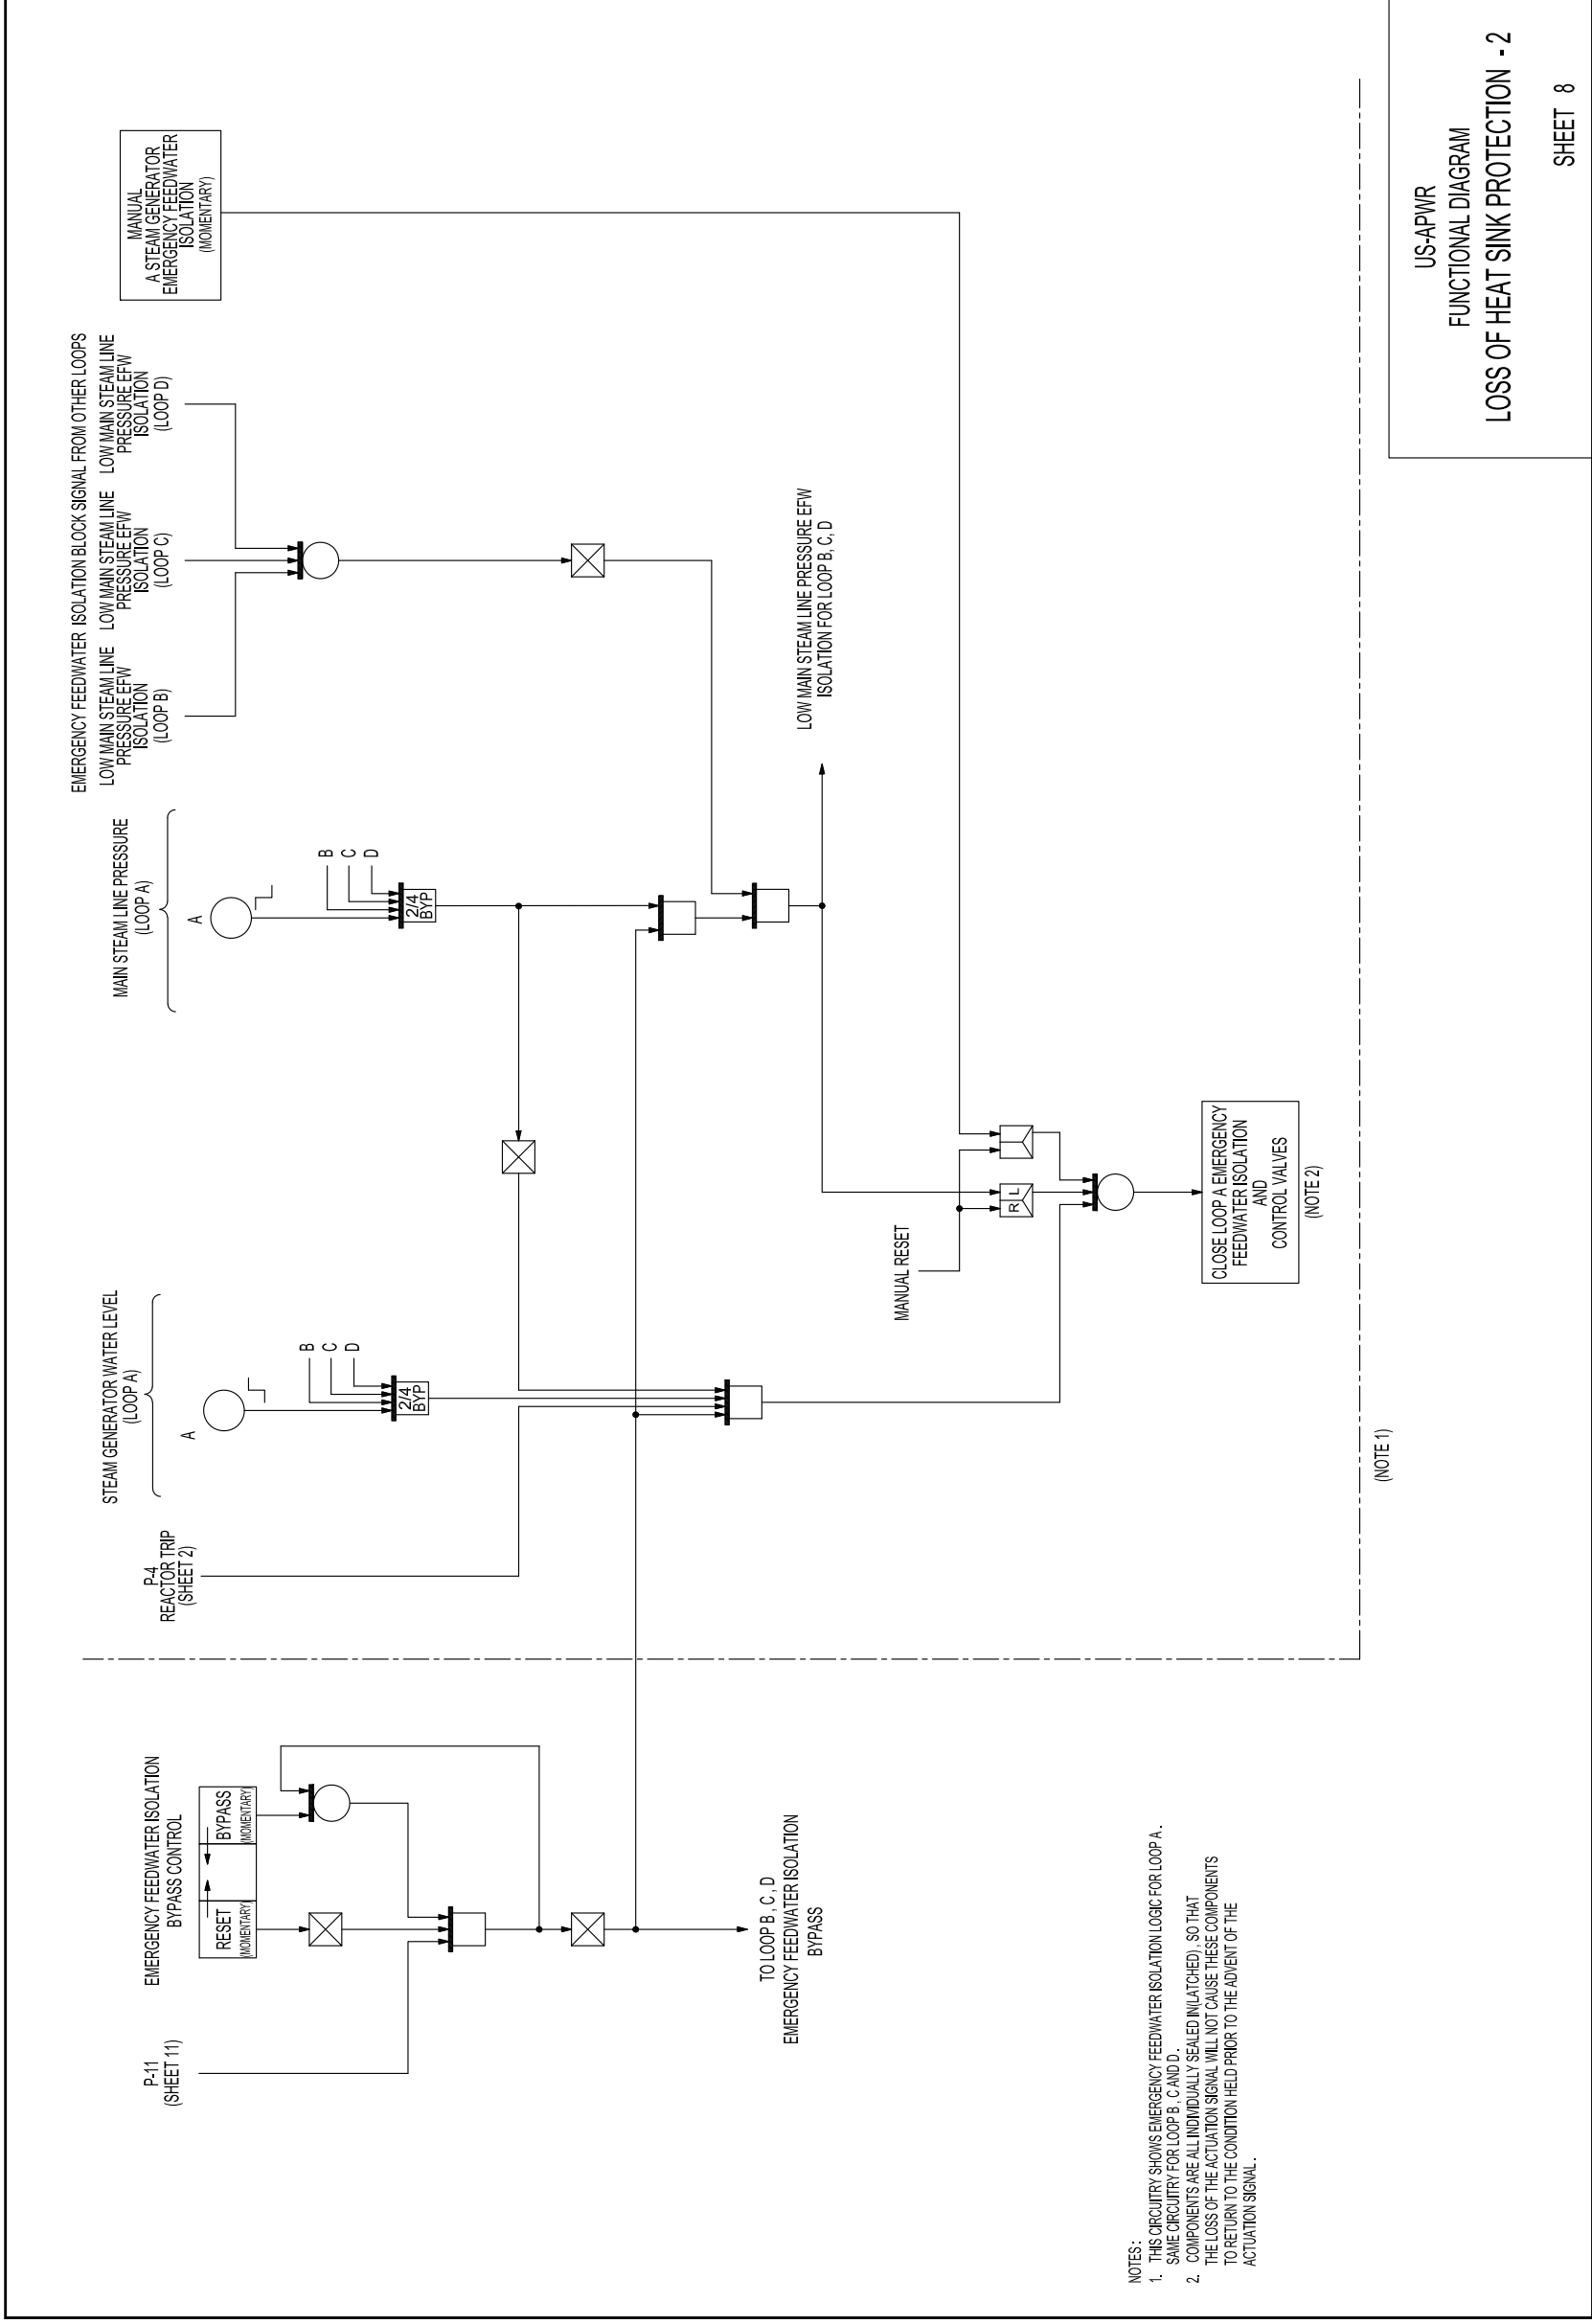 P-11
(SHEET 11)
EMERGENCY FEEDWATER ISOLATION
BYPASS CONTROL
RESET
(MOMENTARY)
BYPASS
(MOMENTARY)
TO LOOP B, C, D
EMERGENCY FEEDWATER ISOLATION
BYPASS
P-4
REACTOR TRIP
(SHEET 2)
STEAM GENERATOR WATER LEVEL
(LOOP A)
A
B
C
D
2/4
BYP
MAIN STEAM LINE PRESSURE
(LOOP A)
A
B
C
D
2/4
BYP
EMERGENCY FEEDWATER ISOLATION BLOCK SIGNAL FROM OTHER LOOPS
LOW MAIN STEAM LINE
PRESSURE EFW
ISOLATION
(LOOP B)
LOW MAIN STEAM LINE
PRESSURE EFW
ISOLATION
(LOOP C)
LOW MAIN STEAM LINE
PRESSURE EFW
ISOLATION
(LOOP D)
MANUAL
A STEAM GENERATOR
EMERGENCY FEEDWATER
ISOLATION
(MOMENTARY)
LOW MAIN STEAM LINE PRESSURE EFW
ISOLATION FOR LOOP B, C, D
MANUAL RESET
R L
CLOSE LOOP A EMERGENCY
FEEDWATER ISOLATION
AND
CONTROL VALVES
(NOTE 2)
(NOTE 1)
NOTES:
1. THIS CIRCUITRY SHOWS EMERGENCY FEEDWATER ISOLATION LOGIC FOR LOOP A.
SAME CIRCUITRY FOR LOOP B, C AND D.
2. COMPONENTS ARE ALL INDIVIDUALLY SEALED IN(LATCHED), SO THAT
THE LOSS OF THE ACTUATION SIGNAL WILL NOT CAUSE THESE COMPONENTS
TO RETURN TO THE CONDITION HELD PRIOR TO THE ADVENT OF THE
ACTUATION SIGNAL.
US-APWR
FUNCTIONAL DIAGRAM
LOSS OF HEAT SINK PROTECTION - 2
SHEET 8